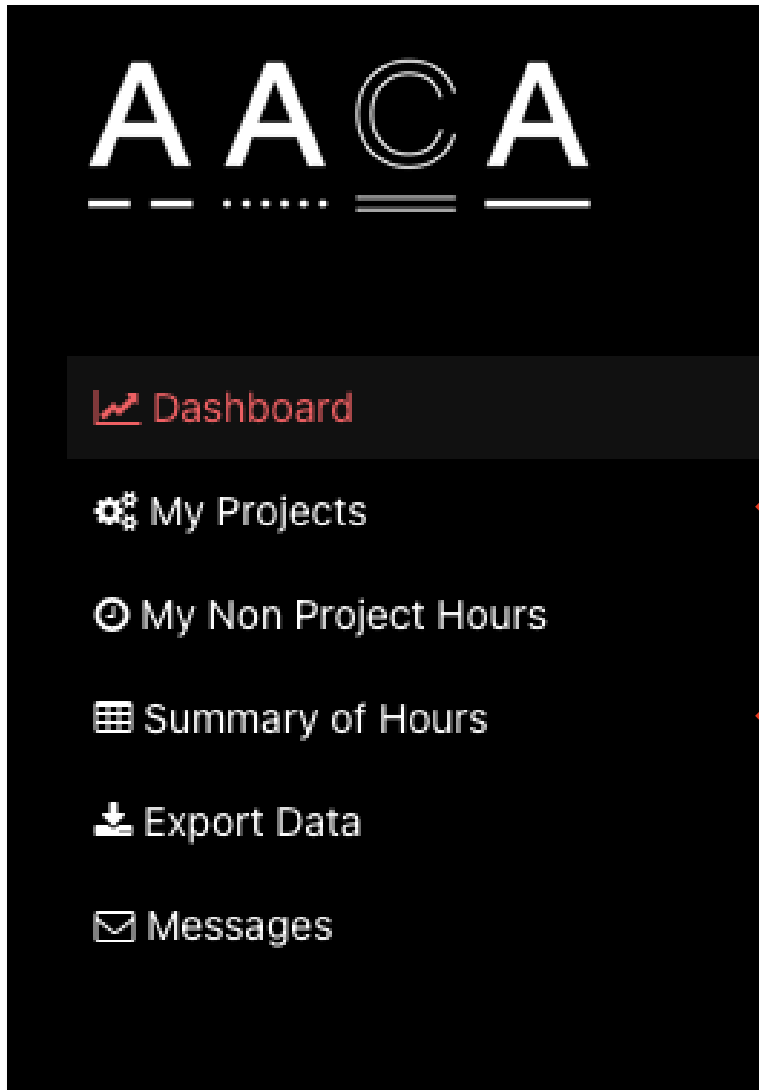 AACA
Dashboard
My Projects
My Non Project Hours
Summary of Hours
Export Data
Messages